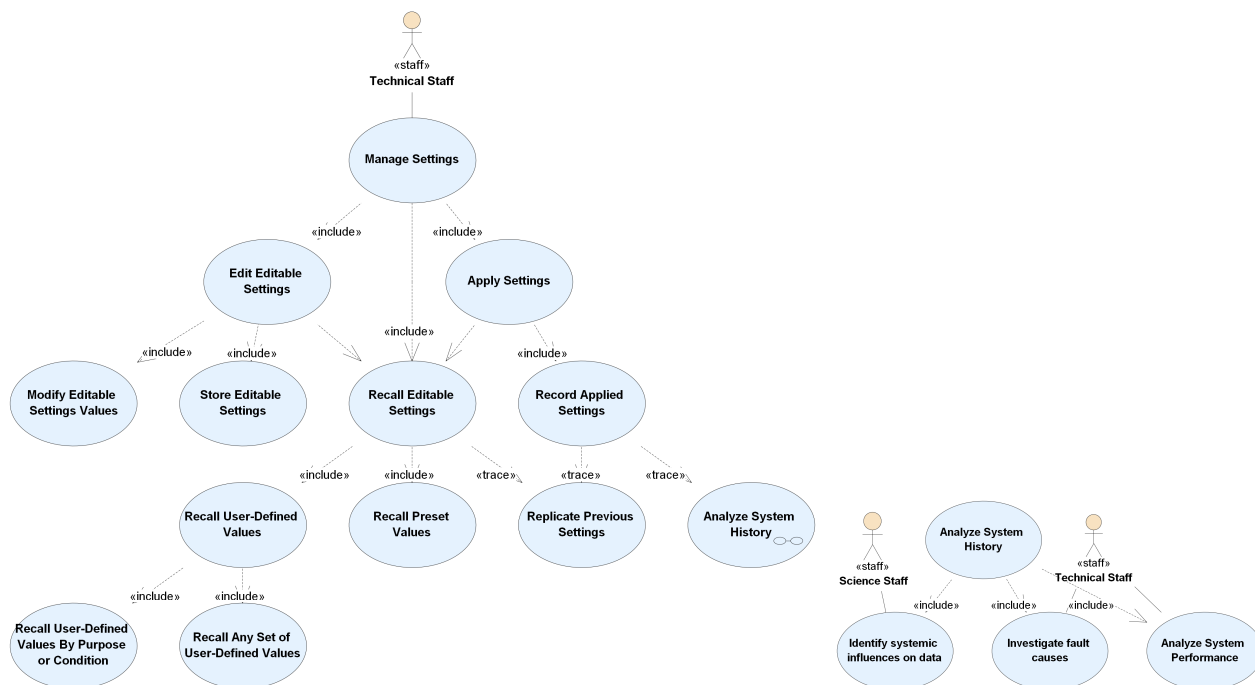 «staff»
Technical Staff
Manage Settings
«include»
«include»
Edit Editable
Settings
Apply Settings
«include»
«include»
«include»
«include»
Modify Editable
Settings Values
Store Editable
Settings
Recall Editable
Settings
Record Applied
Settings
«include»
«include»
«trace»
«trace»
«trace»
Recall User-Defined
Values
Recall Preset
Values
Replicate Previous
Settings
Analyze System
History
«include»
«include»
Recall User-Defined
Values By Purpose
or Condition
Recall Any Set of
User-Defined Values
Analyze System
History
«staff»
Science Staff
«staff»
Technical Staff
«include»
«include»
«include»
Identify systemic
influences on data
Investigate fault
causes
Analyze System
Performance